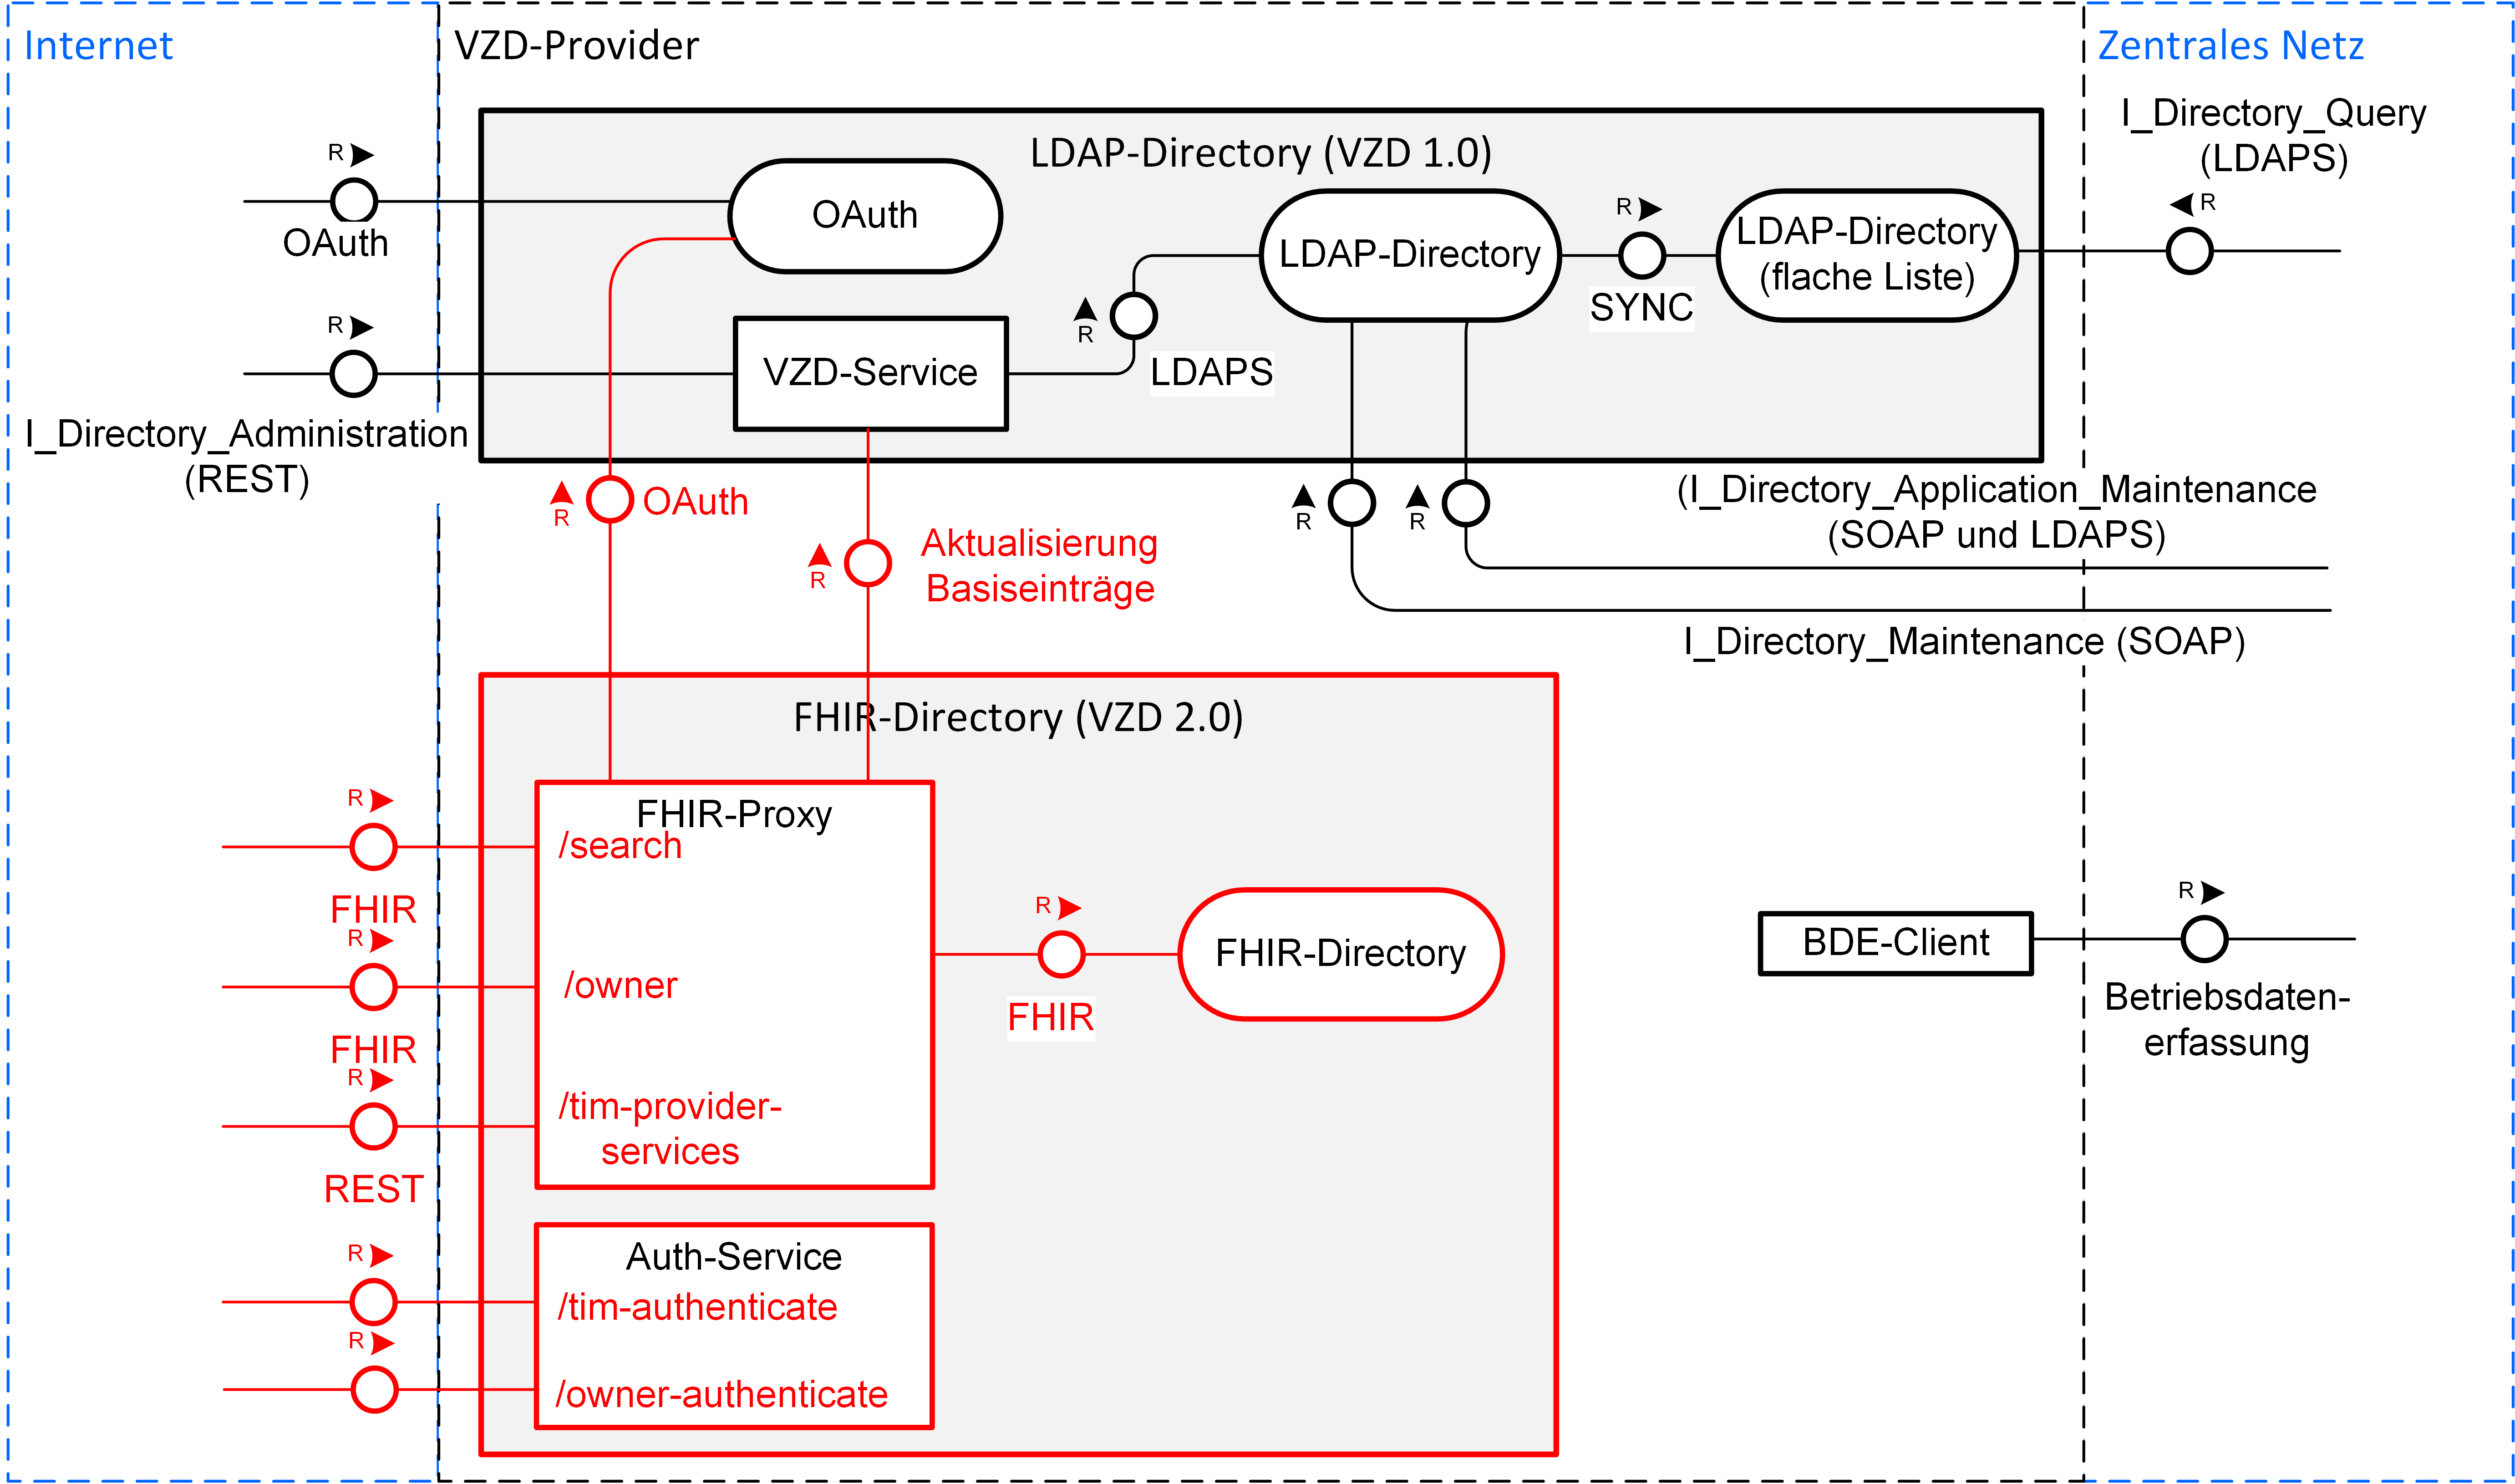 Internet
VZD-Provider
Zentrales Netz
LDAP-Directory (VZD 1.0)
I_Directory_Query
(LDAPS)
R
OAuth
OAuth
R
I_Directory_Administration
(REST)
VZD-Service
R
LDAPS
LDAP-Directory
R
SYNC
LDAP-Directory
(flache Liste)
R
R
OAuth
R
Aktualisierung
Basiseinträge
R
R
(I_Directory_Application_Maintenance
(SOAP und LDAPS)
I_Directory_Maintenance (SOAP)
FHIR-Directory (VZD 2.0)
FHIR-Proxy
R
/search
FHIR
R
/owner
FHIR
R
/tim-provider-
services
REST
R
FHIR
FHIR-Directory
Auth-Service
R
/tim-authenticate
R
/owner-authenticate
BDE-Client
R
Betriebsdaten-
erfassung